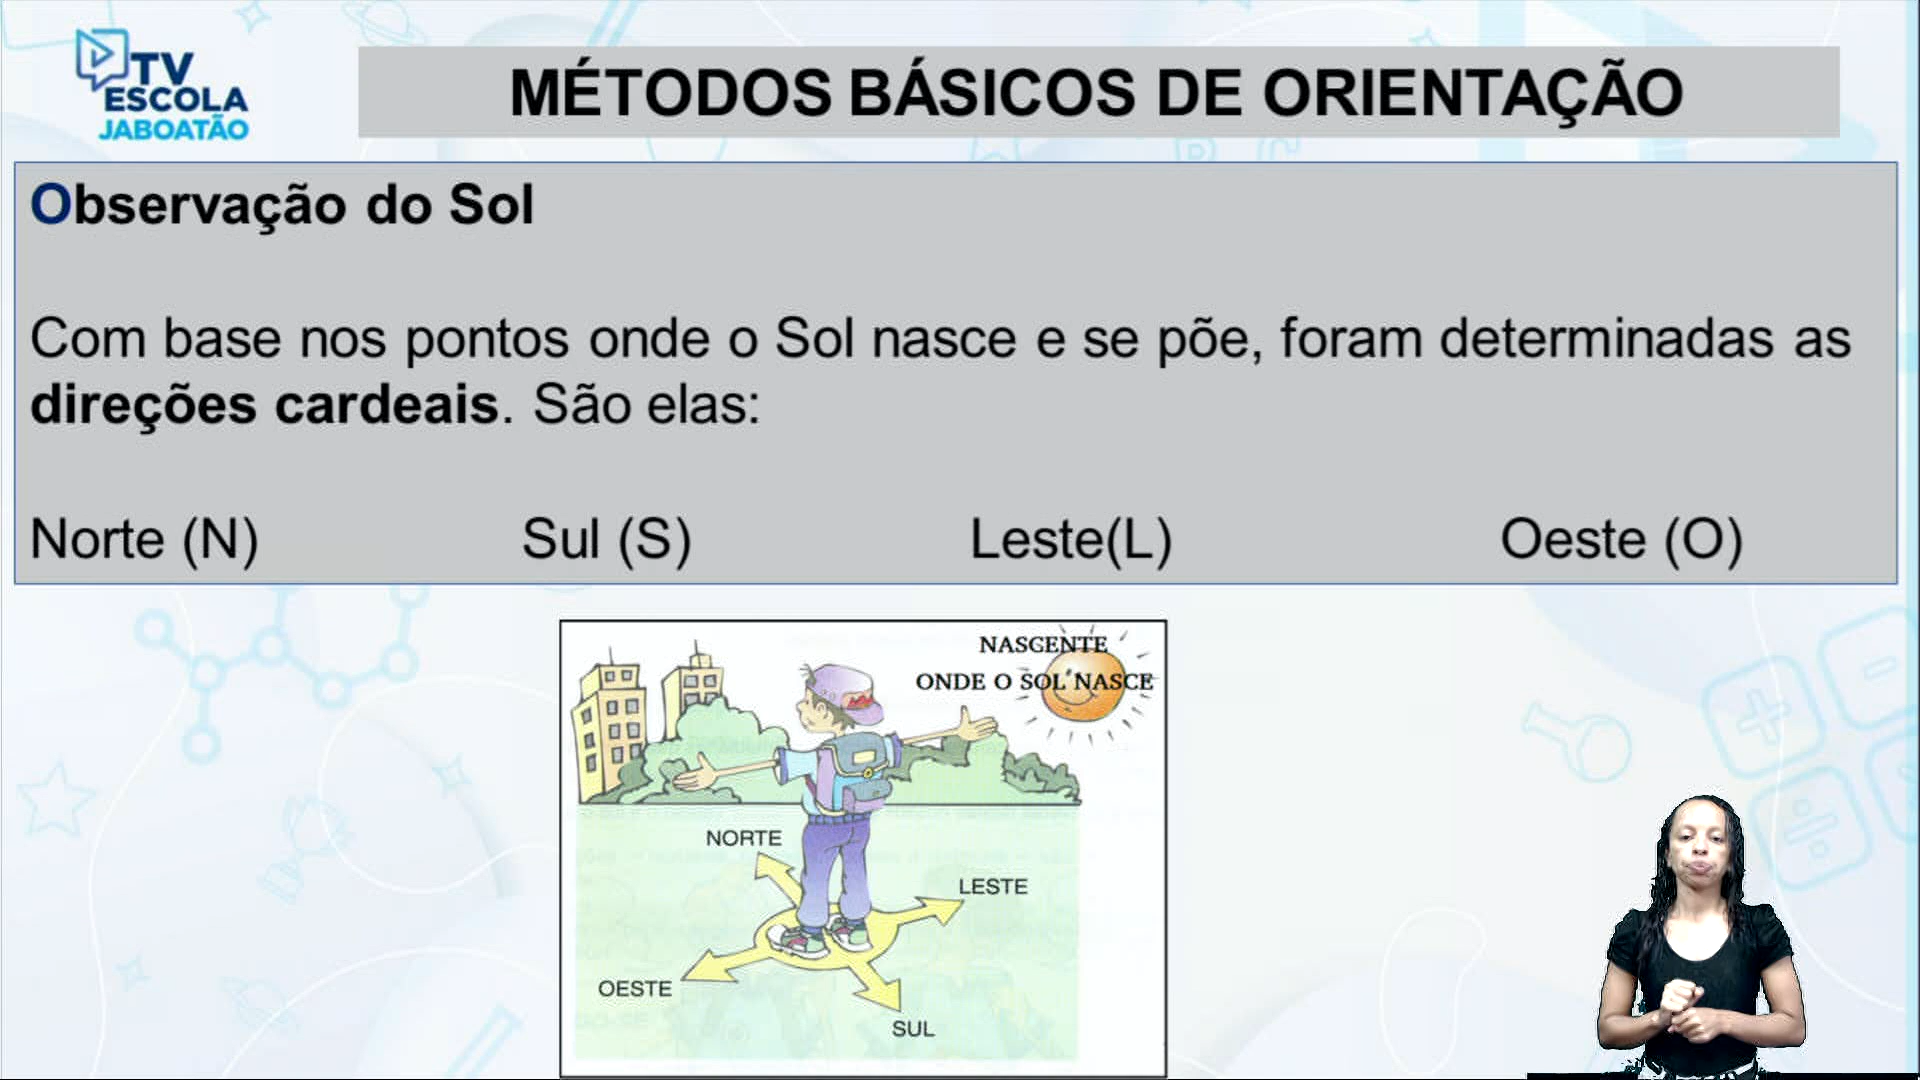 TV
ESCOLA
JABOATÃO
MÉTODOS BÁSICOS DE ORIENTAÇÃO
Observação do Sol
Com base nos pontos onde o Sol nasce e se põe, foram determinadas as
direções cardeais. São elas:
Norte (N) Sul (S) Leste(L) Oeste (O)
NASCENTE
ONDE O SOL NASCE
NORTE
LESTE
OESTE
SUL